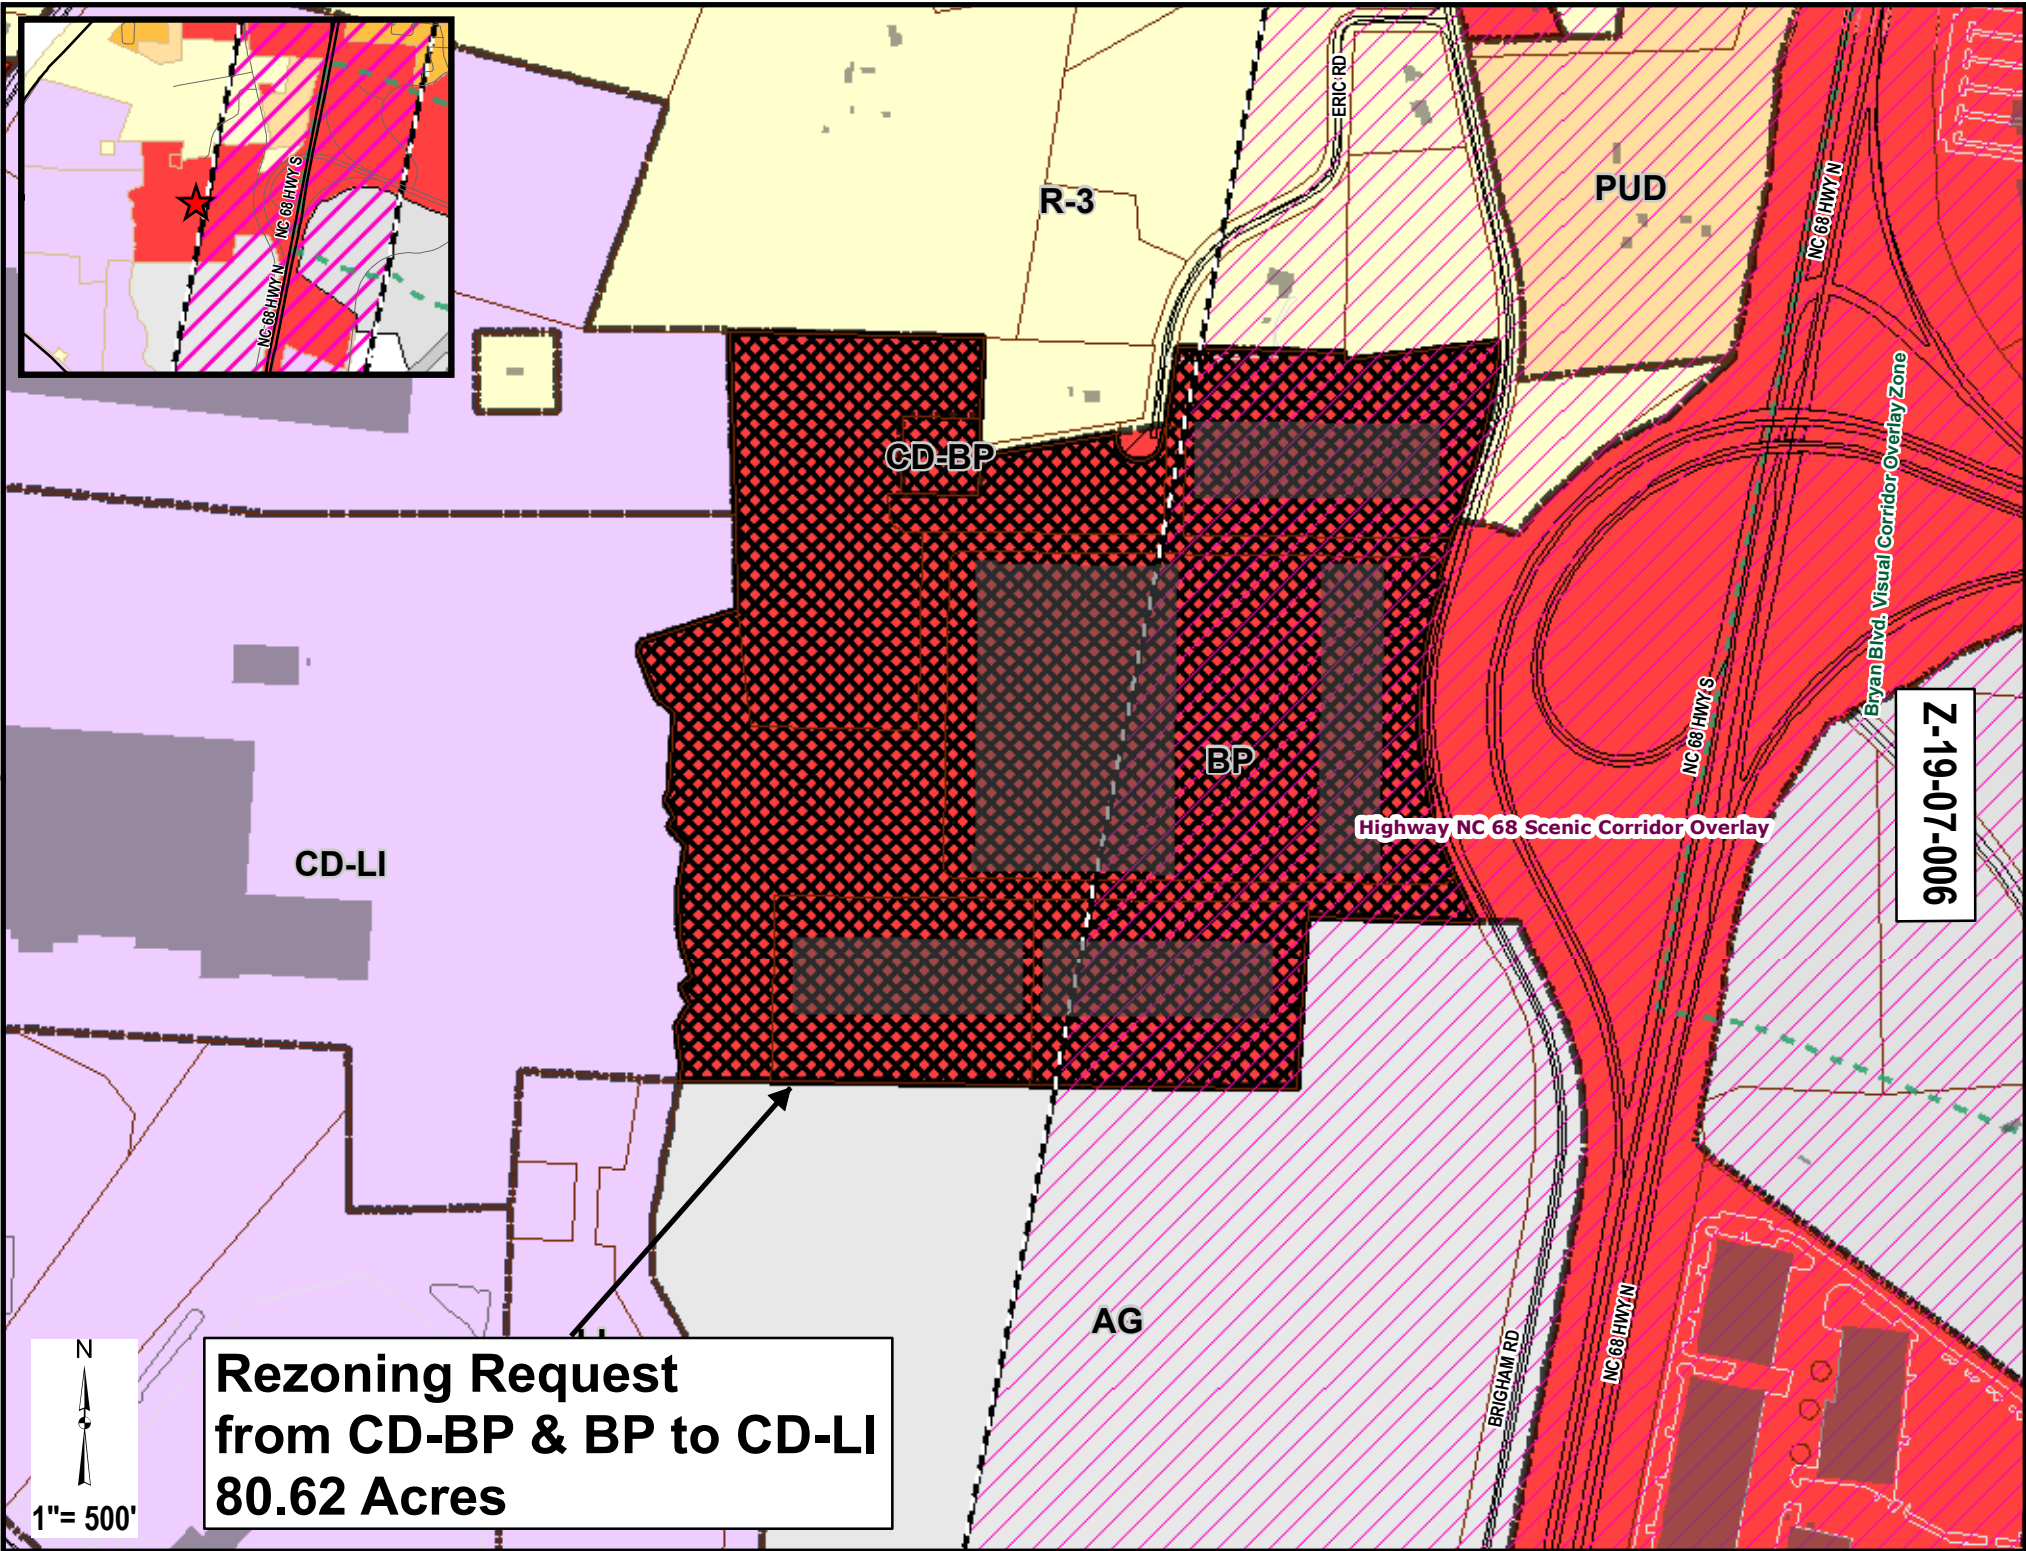 NC 68 HWY S
NC 68 HWY N
ERIC RD
R-3
PUD
NC 68 HWY N
CD-BP
Bryan Blvd. Visual Corridor Overlay Zone
NC 68 HWY S
Z-19-07-006
BP
Highway NC 68 Scenic Corridor Overlay
CD-LI
AG
BRIGHAM RD
NC 68 HWY N
N
1"= 500'
Rezoning Request
from CD-BP & BP to CD-LI
80.62 Acres